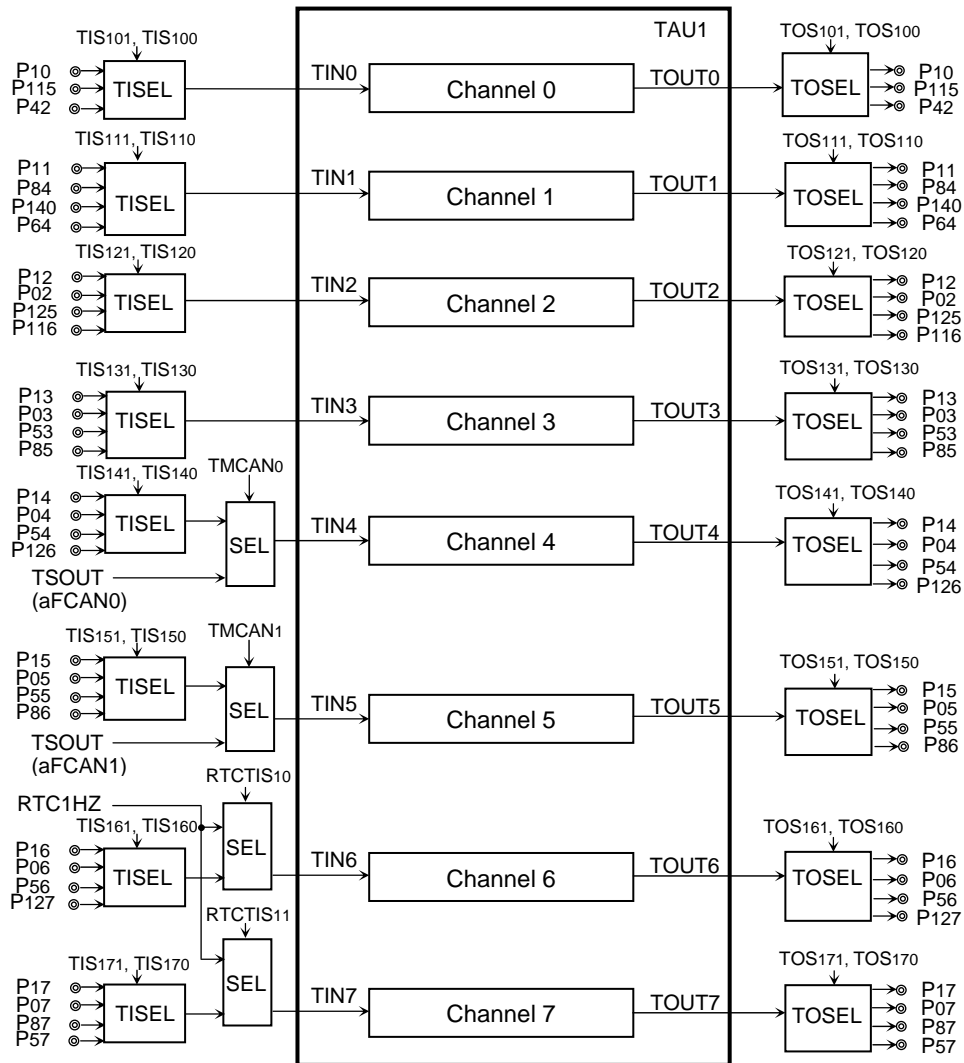 TAU1
TIS101, TIS100
P10
P115
P42
TISEL
TIN0
Channel 0
TOUT0
TOS101, TOS100
TOSEL
P10
P115
P42
TIS111, TIS110
P11
P84
P140
P64
TISEL
TIN1
Channel 1
TOUT1
TOS111, TOS110
TOSEL
P11
P84
P140
P64
TIS121, TIS120
P12
P02
P125
P116
TISEL
TIN2
Channel 2
TOUT2
TOS121, TOS120
TOSEL
P12
P02
P125
P116
TIS131, TIS130
P13
P03
P53
P85
TISEL
TIN3
Channel 3
TOUT3
TOS131, TOS130
TOSEL
P13
P03
P53
P85
TIS141, TIS140
P14
P04
P54
P126
TISEL
TSOUT
(aFCAN0)
TMCAN0
SEL
TIN4
Channel 4
TOUT4
TOS141, TOS140
TOSEL
P14
P04
P54
P126
TIS151, TIS150
P15
P05
P55
P86
TISEL
TSOUT
(aFCAN1)
TMCAN1
SEL
TIN5
Channel 5
TOUT5
TOS151, TOS150
TOSEL
P15
P05
P55
P86
RTC1HZ
TIS161, TIS160
P16
P06
P56
P127
TISEL
RTCTIS10
SEL
TIN6
Channel 6
TOUT6
TOS161, TOS160
TOSEL
P16
P06
P56
P127
TIS171, TIS170
P17
P07
P87
P57
TISEL
RTCTIS11
SEL
TIN7
Channel 7
TOUT7
TOS171, TOS170
TOSEL
P17
P07
P87
P57